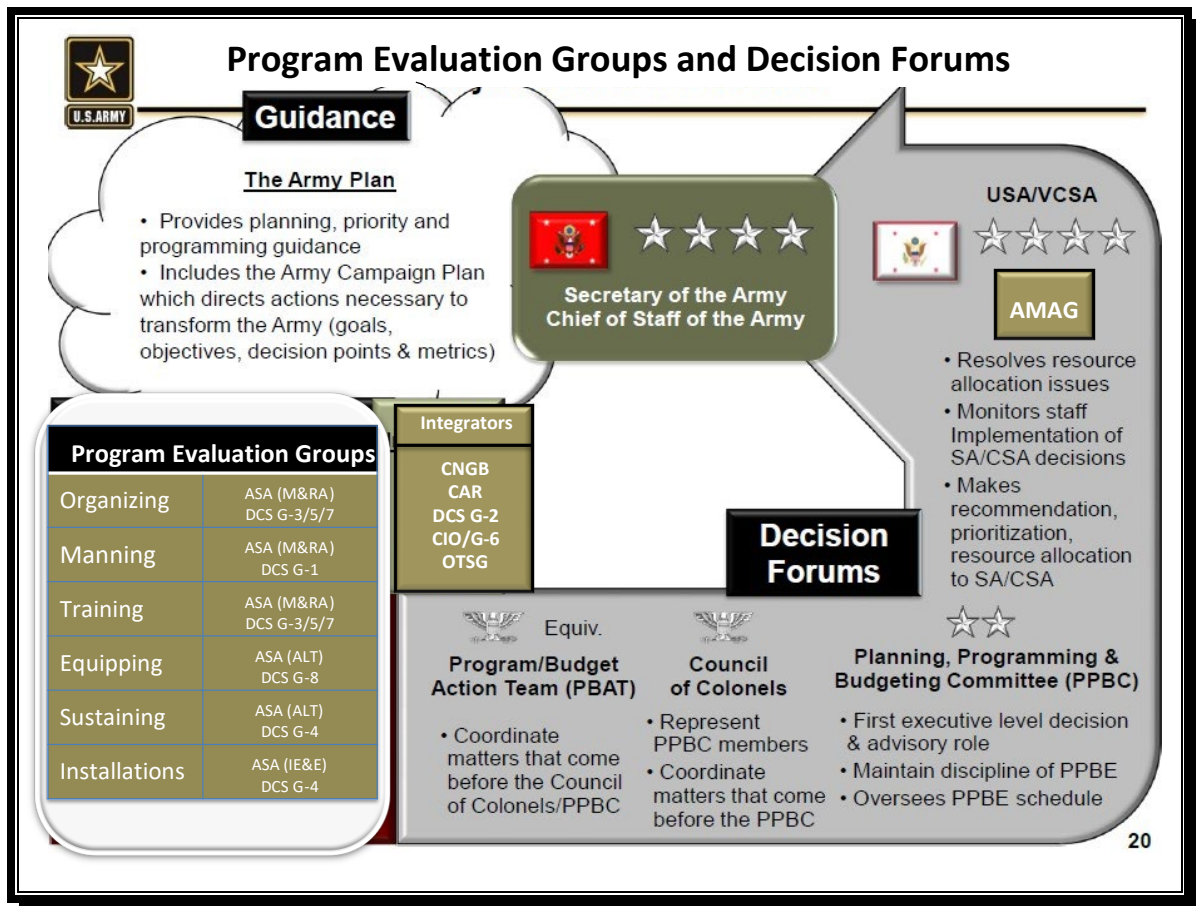 Program Evaluation Groups and Decision Forums
U.S.ARMY
Guidance
The Army Plan
• Provides planning, priority and
programming guidance
• Includes the Army Campaign Plan
which directs actions necessary to
transform the Army (goals,
objectives, decision points & metrics)
Secretary of the Army
Chief of Staff of the Army
USA/VCSA
AMAG
• Resolves resource
allocation issues
• Monitors staff
Implementation of
SA/CSA decisions
• Makes
recommendation,
prioritization,
resource allocation
to SA/CSA
Program Evaluation Groups
Organizing
ASA (M&RA)
DCS G-3/5/7
Manning
ASA (M&RA)
DCS G-1
Training
ASA (M&RA)
DCS G-3/5/7
Equipping
ASA (ALT)
DCS G-8
Sustaining
ASA (ALT)
DCS G-4
Installations
ASA (IE&E)
DCS G-4
Integrators
CNGB
CAR
DCS G-2
CIO/G-6
OTSG
Decision
Forums
Equiv.
Program/Budget
Action Team (PBAT)
• Coordinate
matters that come
before the Council
of Colonels/PPBC
Council
of Colonels
• Represent
PPBC members
• Coordinate
matters that come
before the PPBC
Planning, Programming &
Budgeting Committee (PPBC)
• First executive level decision
& advisory role
• Maintain discipline of PPBE
• Oversees PPBE schedule
20